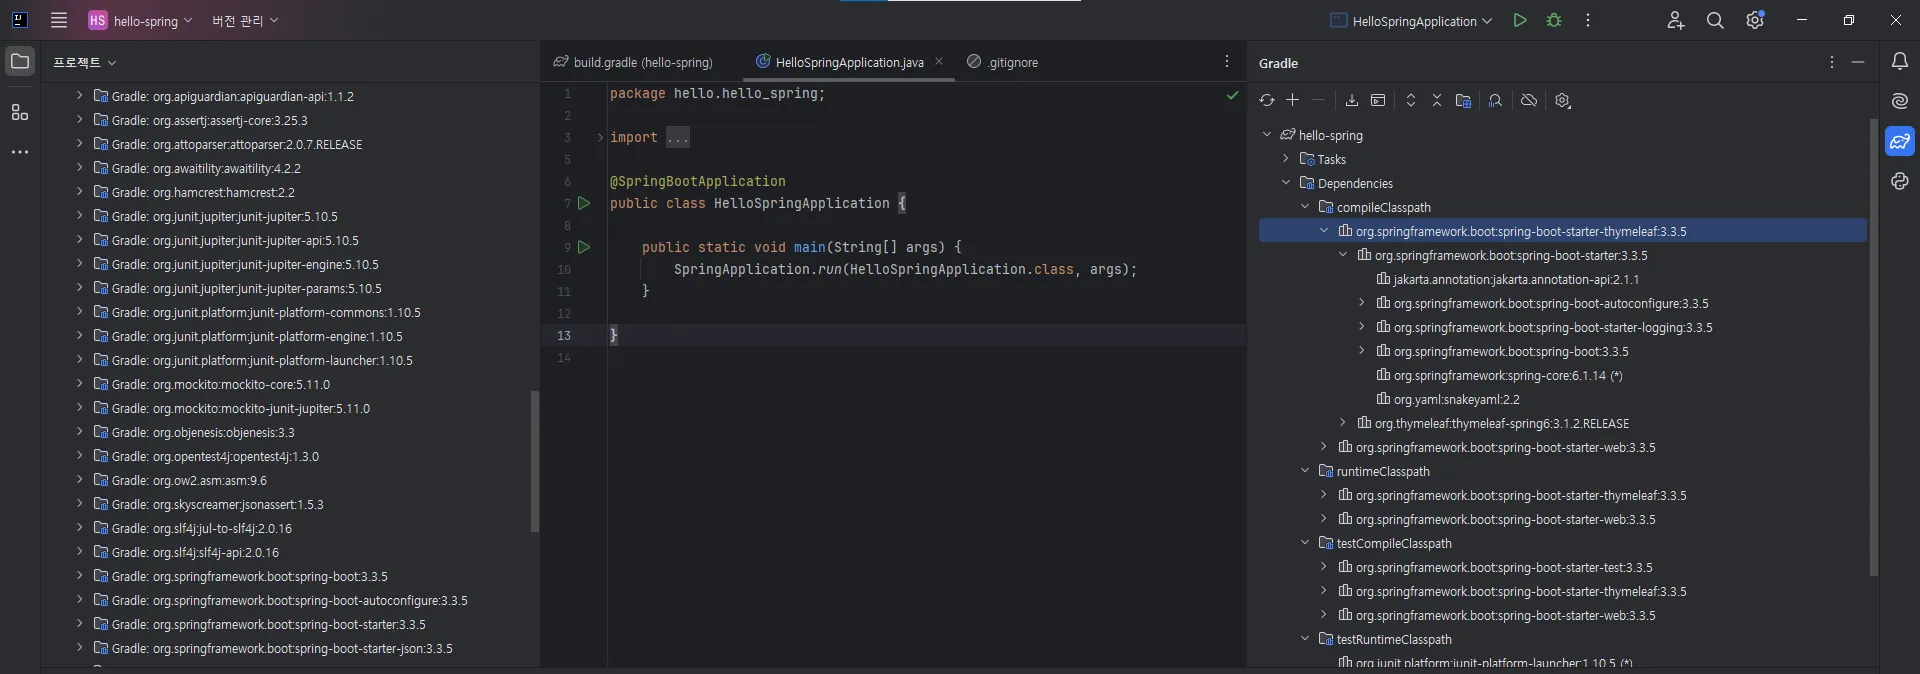 HS hello-spring 버전 관리
HelloSpringApplication
프로젝트
Gradle: org.apiguardian:apiguardian-api:1.1.2
Gradle: org.assertj:assertj-core:3.25.3
Gradle: org.attoparser:attoparser:2.0.7.RELEASE
Gradle: org.awaitility:awaitility:4.2.2
Gradle: org.hamcrest:hamcrest:2.2
Gradle: org.junit.jupiter:junit-jupiter:5.10.5
Gradle: org.junit.jupiter:junit-jupiter-api:5.10.5
Gradle: org.junit.jupiter:junit-jupiter-engine:5.10.5
Gradle: org.junit.jupiter:junit-jupiter-params:5.10.5
Gradle: org.junit.platform:junit-platform-commons:1.10.5
Gradle: org.junit.platform:junit-platform-engine:1.10.5
Gradle: org.junit.platform:junit-platform-launcher:1.10.5
Gradle: org.mockito:mockito-core:5.11.0
Gradle: org.mockito:mockito-junit-jupiter:5.11.0
Gradle: org.objenesis:objenesis:3.3
Gradle: org.opentest4j:opentest4j:1.3.0
Gradle: org.ow2.asm:asm:9.6
Gradle: org.skyscreamer:jsonassert:1.5.3
Gradle: org.slf4j:jul-to-slf4j:2.0.16
Gradle: org.slf4j:slf4j-api:2.0.16
Gradle: org.springframework.boot:spring-boot:3.3.5
Gradle: org.springframework.boot:spring-boot-autoconfigure:3.3.5
Gradle: org.springframework.boot:spring-boot-starter:3.3.5
Gradle: org.springframework.boot:spring-boot-starter-json:3.3.5
build.gradle (hello-spring) HelloSpringApplication.java .gitignore
1 package hello.hello_spring;
2
3 import ...
5
6 @SpringBootApplication
7 public class HelloSpringApplication {
8
9 public static void main(String[] args) {
10 SpringApplication.run(HelloSpringApplication.class, args);
11 }
12
13 }
14
Gradle
hello-spring
Tasks
Dependencies
compileClasspath
org.springframework.boot:spring-boot-starter-thymeleaf:3.3.5
org.springframework.boot:spring-boot-starter:3.3.5
jakarta.annotation:jakarta.annotation-api:2.1.1
org.springframework.boot:spring-boot-autoconfigure:3.3.5
org.springframework.boot:spring-boot-starter-logging:3.3.5
org.springframework.boot:spring-boot:3.3.5
org.springframework:spring-core:6.1.14 (*)
org.yaml:snakeyaml:2.2
org.thymeleaf:thymeleaf-spring6:3.1.2.RELEASE
org.springframework.boot:spring-boot-starter-web:3.3.5
runtimeClasspath
org.springframework.boot:spring-boot-starter-thymeleaf:3.3.5
org.springframework.boot:spring-boot-starter-web:3.3.5
testCompileClasspath
org.springframework.boot:spring-boot-starter-test:3.3.5
org.springframework.boot:spring-boot-starter-thymeleaf:3.3.5
org.springframework.boot:spring-boot-starter-web:3.3.5
testRuntimeClasspath
org.junit.platform:junit-platform-launcher:1.10.5 (*)